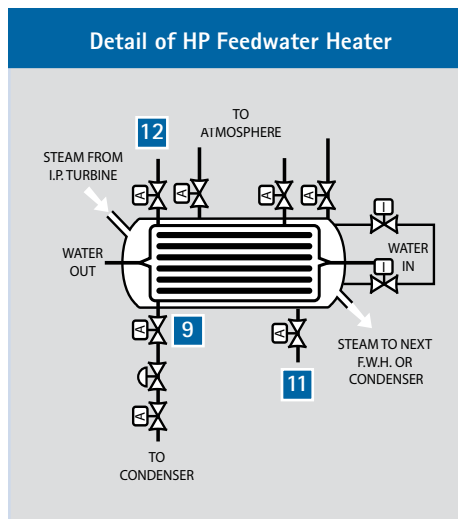 Detail of HP Feedwater Heater
12
TO
ATMOSPHERE
STEAM FROM
I.P. TURBINE
A
A
A
A
I
WATER
OUT
WATER
IN
I
A
9
A
STEAM TO NEXT
F.W.H. OR
CONDENSER
11
A
TO
CONDENSER